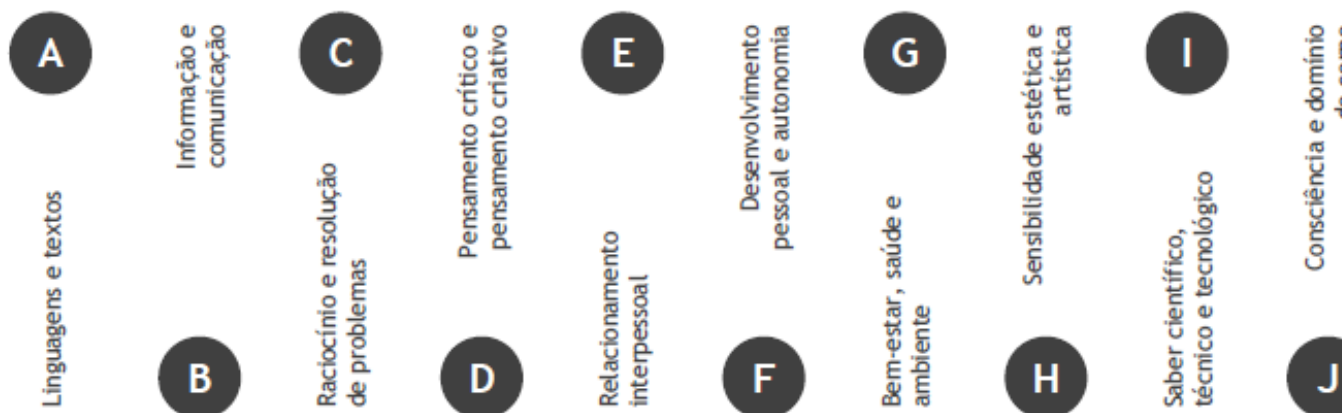 A
Linguagens e textos
Informação e
comunicação
B
C
Raciocínio e resolução
de problemas
Pensamento crítico e
pensamento criativo
D
E
Relacionamento
interpessoal
Desenvolvimento
pessoal e autonomia
F
G
Bem-estar, saúde e
ambiente
Sensibilidade estética e
artística
H
I
Saber científico,
técnico e tecnológico
Consciência e domínio
J